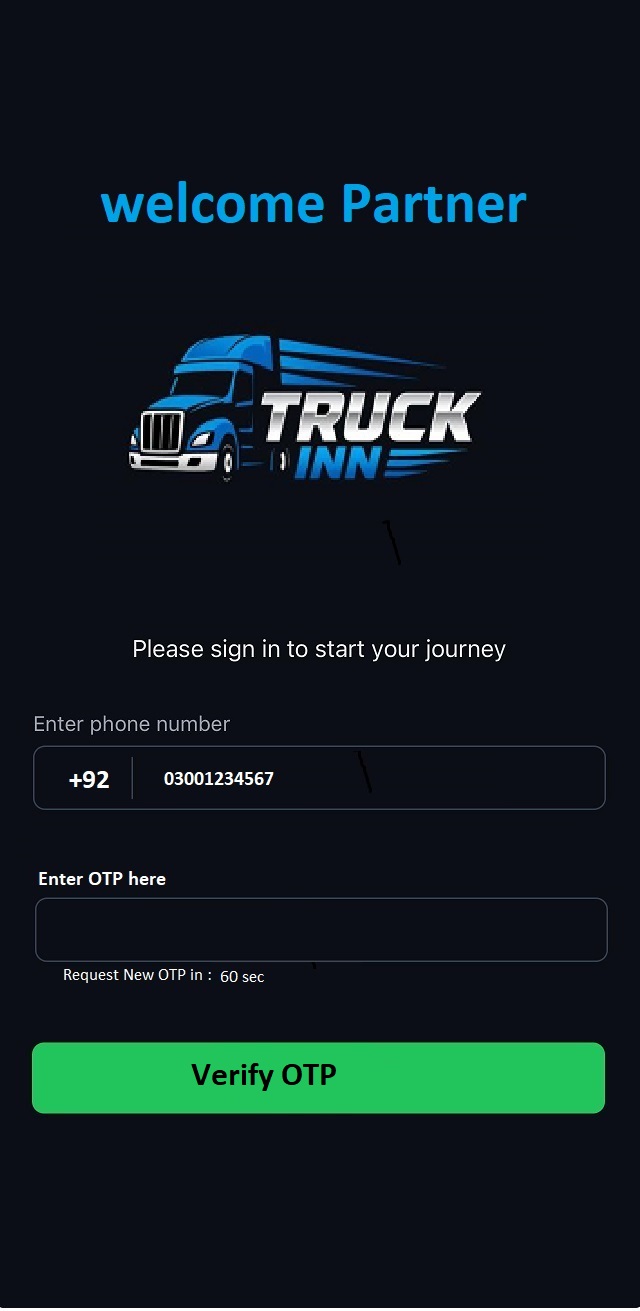 welcome Partner
TRUCK
INN
Please sign in to start your journey
Enter phone number
+92 03001234567
Enter OTP here
Request New OTP in : 60 sec
Verify OTP